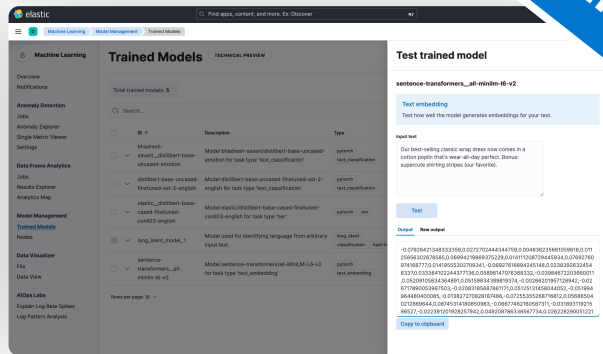 elastic
Find apps, content, and more. Ex: Discover
D
Machine Learning
Model Management
Trained Models
Machine Learning
Overview
Notifications
Anomaly Detection
Jobs
Anomaly Explorer
Single Metric Viewer
Settings
Data Frame Analytics
Jobs
Results Explorer
Analytics Map
Model Management
Trained Models
Nodes
Data Visualizer
File
Data View
AIOps Labs
Explain Log Rate Spikes
Log Pattern Analysis
Trained Models
TECHNICAL PREVIEW
Total trained models: 5
Search...
ID ↑
Description
Type
bhadresh-
savani__distilbert-base-
uncased-emotion
Model bhadresh-savani/distilbert-base-uncased-
emotion for task type 'text_classification'
pytorch
text_classification
distilbert-base-uncased-
finetuned-sst-2-english
Model distilbert-base-uncased-finetuned-sst-2-
english for task type 'text_classification'
pytorch
text_classification
elastic__distilbert-base-
cased-finetuned-
conll03-english
Model elastic/distilbert-base-cased-finetuned-
conll03-english for task type 'ner'
pytorch
ner
lang_ident_model_1
Model used for identifying language from arbitrary
input text.
lang_ident
classification
sentence-
transformers__all-
minilm-l6-v2
Model sentence-transformers/all-MiniLM-L6-v2
for task type 'text_embedding'
pytorch
text_embedding
Rows per page: 10
Test trained model
sentence-transformers__all-minilm-l6-v2
Text embedding
Test how well the model generates embeddings for your text.
Input text
Our best-selling classic wrap dress now comes in a
cotton poplin that's wear-all-day perfect. Bonus:
supercute shirting stripes (our favorite).
Test
Output
Raw output
Copy to clipboard